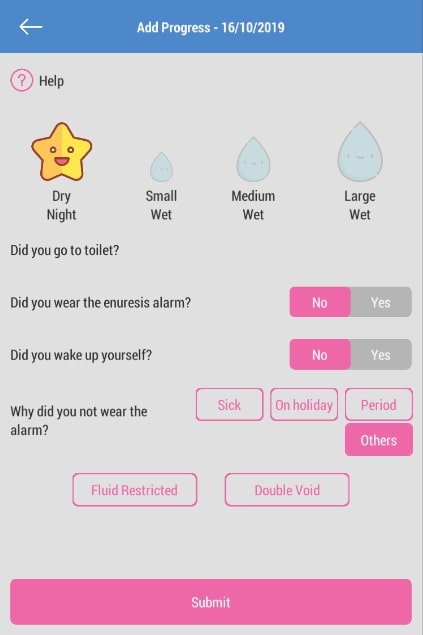 Add Progress - 16/10/2019
? Help
Dry
Night
Small
Wet
Medium
Wet
Large
Wet
Did you go to toilet?
Did you wear the enuresis alarm? No Yes
Did you wake up yourself? No Yes
Why did you not wear the
alarm?
Sick On holiday Period
Others
Fluid Restricted Double Void
Submit